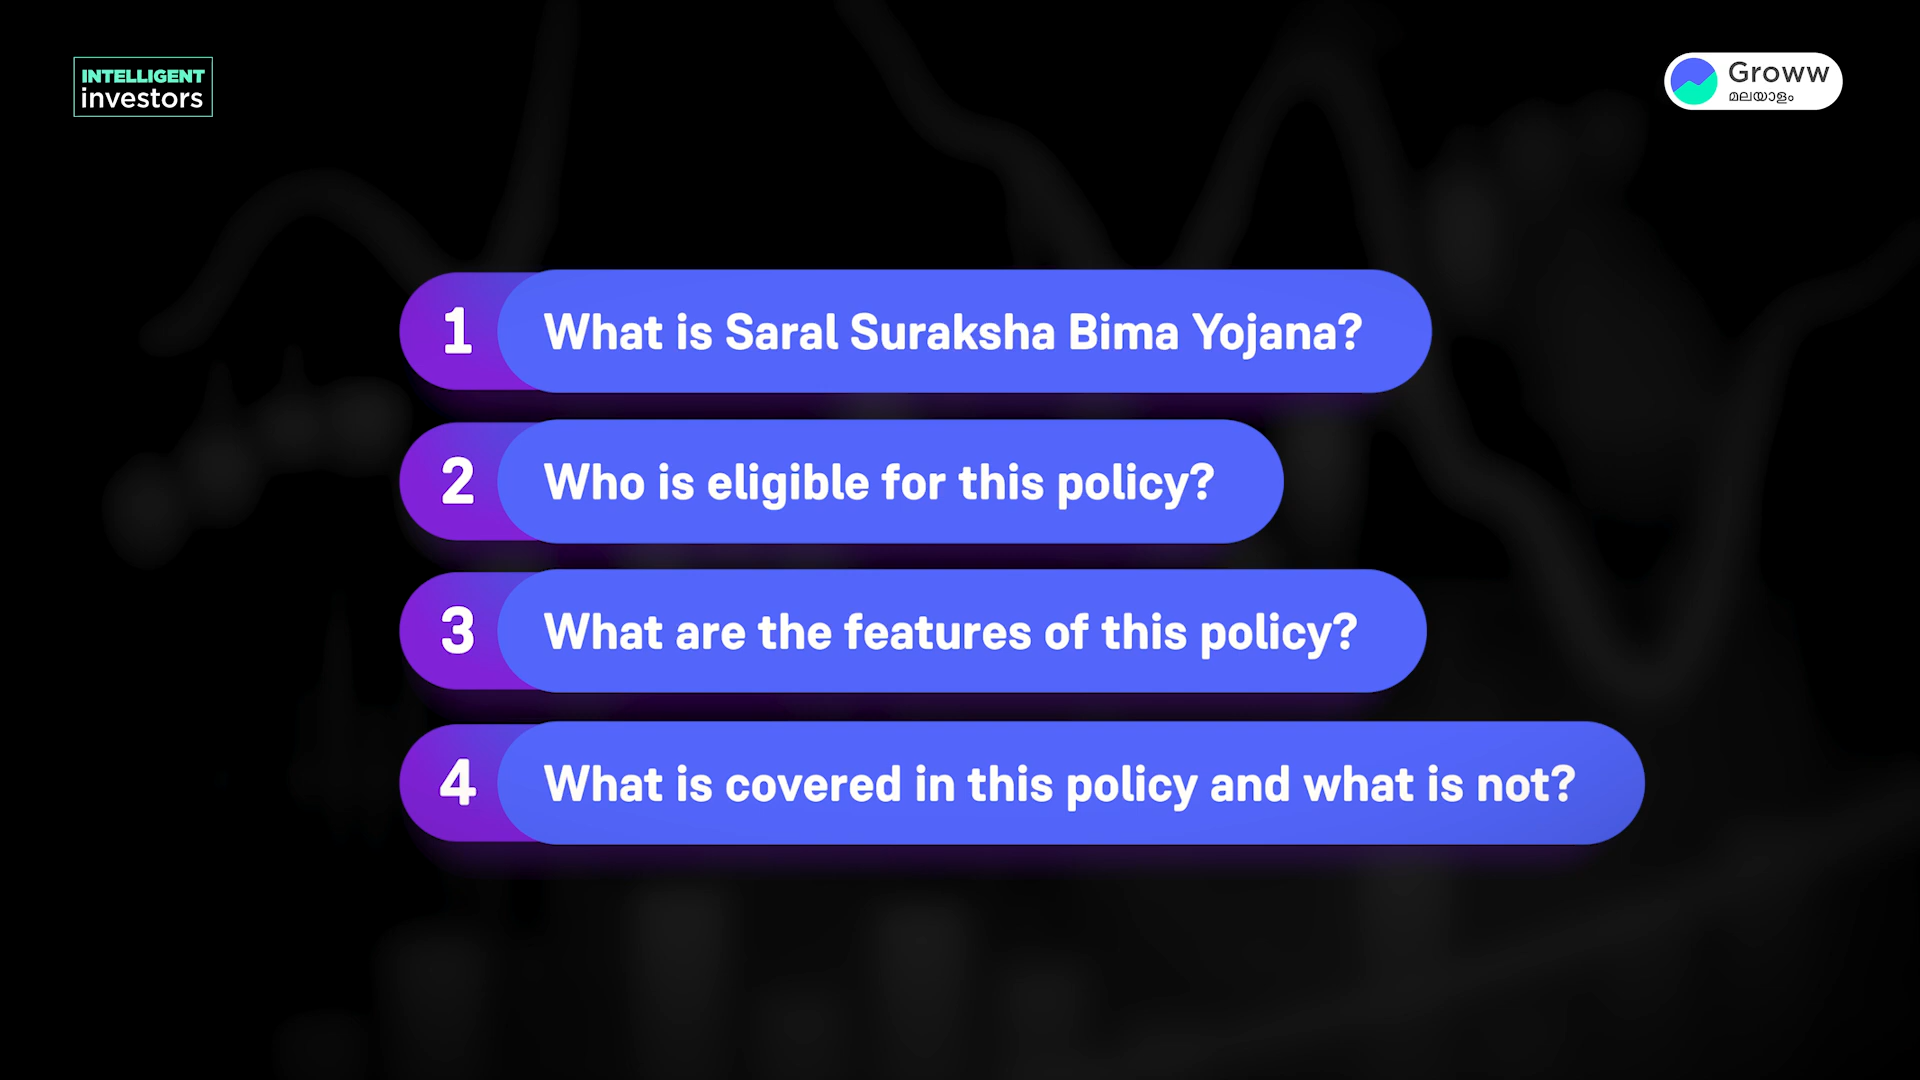 INTELLIGENT
investors
Groww
മലയാളം
1 What is Saral Suraksha Bima Yojana?
2 Who is eligible for this policy?
3 What are the features of this policy?
4 What is covered in this policy and what is not?